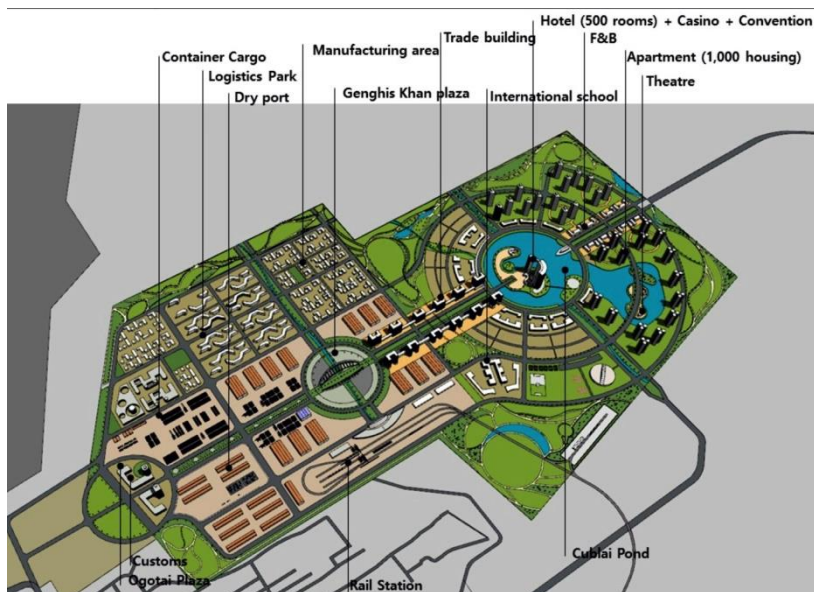 Hotel (500 rooms) + Casino + Convention
Trade building
F&B
Manufacturing area
Container Cargo
Apartment (1,000 housing)
Logistics Park
Theatre
Dry port
Genghis Khan plaza
International school
Cublai Pond
Customs
Ogotai Plaza
Rail Station